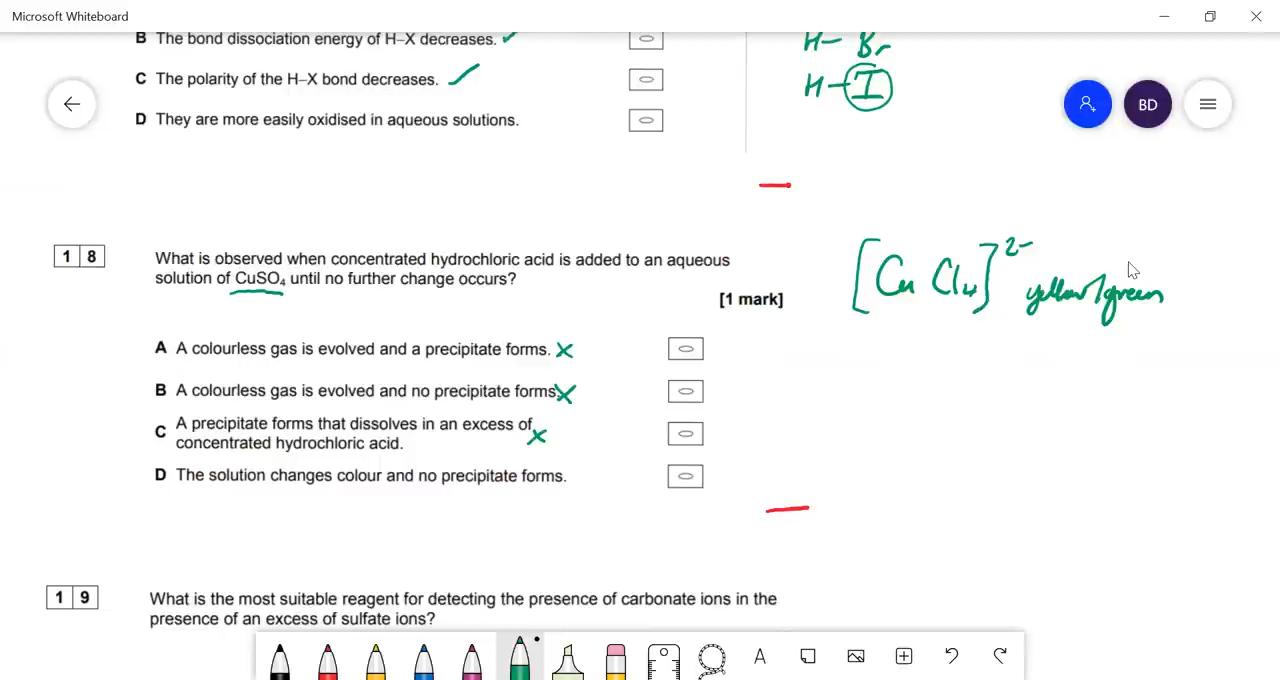 Microsoft Whiteboard
B The bond dissociation energy of H–X decreases. ✓
H– Br
C The polarity of the H–X bond decreases. ✓
H– I
BD
D They are more easily oxidised in aqueous solutions.
1 8
What is observed when concentrated hydrochloric acid is added to an aqueous
solution of CuSO₄ until no further change occurs?
[1 mark]
[Cu Cl₄]²⁻
yellow/green
A A colourless gas is evolved and a precipitate forms. ✗
B A colourless gas is evolved and no precipitate forms. ✗
C A precipitate forms that dissolves in an excess of
concentrated hydrochloric acid. ✗
D The solution changes colour and no precipitate forms.
1 9
What is the most suitable reagent for detecting the presence of carbonate ions in the
presence of an excess of sulfate ions?
A